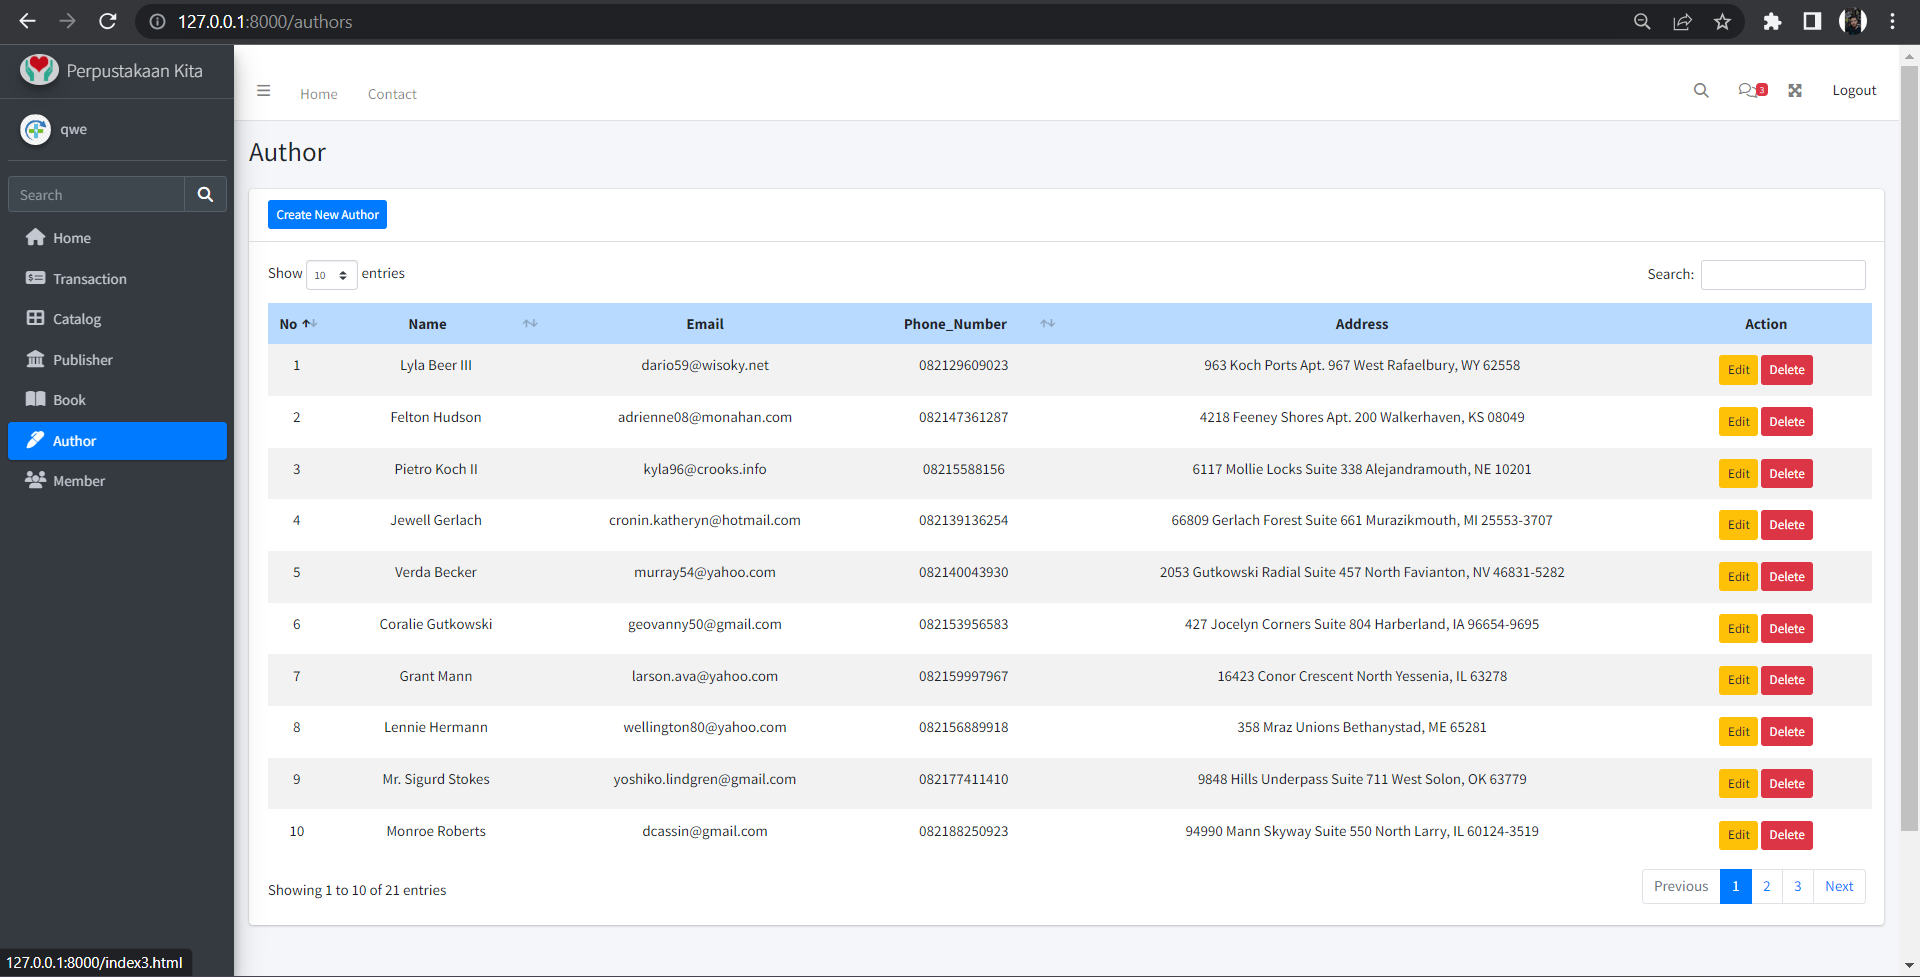 127.0.0.1:8000/authors
Perpustakaan Kita
qwe
Search
Home
Transaction
Catalog
Publisher
Book
Author
Member
Home Contact
3 Logout
Author
Create New Author
Show 10 entries Search:
No Name Email Phone_Number Address Action
1 Lyla Beer III dario59@wisoky.net 082129609023 963 Koch Ports Apt. 967 West Rafaelbury, WY 62558 Edit Delete
2 Felton Hudson adrienne08@monahan.com 082147361287 4218 Feeney Shores Apt. 200 Walkerhaven, KS 08049 Edit Delete
3 Pietro Koch II kyla96@crooks.info 08215588156 6117 Mollie Locks Suite 338 Alejandramouth, NE 10201 Edit Delete
4 Jewell Gerlach cronin.katheryn@hotmail.com 082139136254 66809 Gerlach Forest Suite 661 Murazikmouth, MI 25553-3707 Edit Delete
5 Verda Becker murray54@yahoo.com 082140043930 2053 Gutkowski Radial Suite 457 North Favianton, NV 46831-5282 Edit Delete
6 Coralie Gutkowski geovanny50@gmail.com 082153956583 427 Jocelyn Corners Suite 804 Harberland, IA 96654-9695 Edit Delete
7 Grant Mann larson.ava@yahoo.com 082159997967 16423 Conor Crescent North Yessenia, IL 63278 Edit Delete
8 Lennie Hermann wellington80@yahoo.com 082156889918 358 Mraz Unions Bethanystad, ME 65281 Edit Delete
9 Mr. Sigurd Stokes yoshiko.lindgren@gmail.com 082177411410 9848 Hills Underpass Suite 711 West Solon, OK 63779 Edit Delete
10 Monroe Roberts dcassin@gmail.com 082188250923 94990 Mann Skyway Suite 550 North Larry, IL 60124-3519 Edit Delete
Showing 1 to 10 of 21 entries Previous 1 2 3 Next
127.0.0.1:8000/index3.html